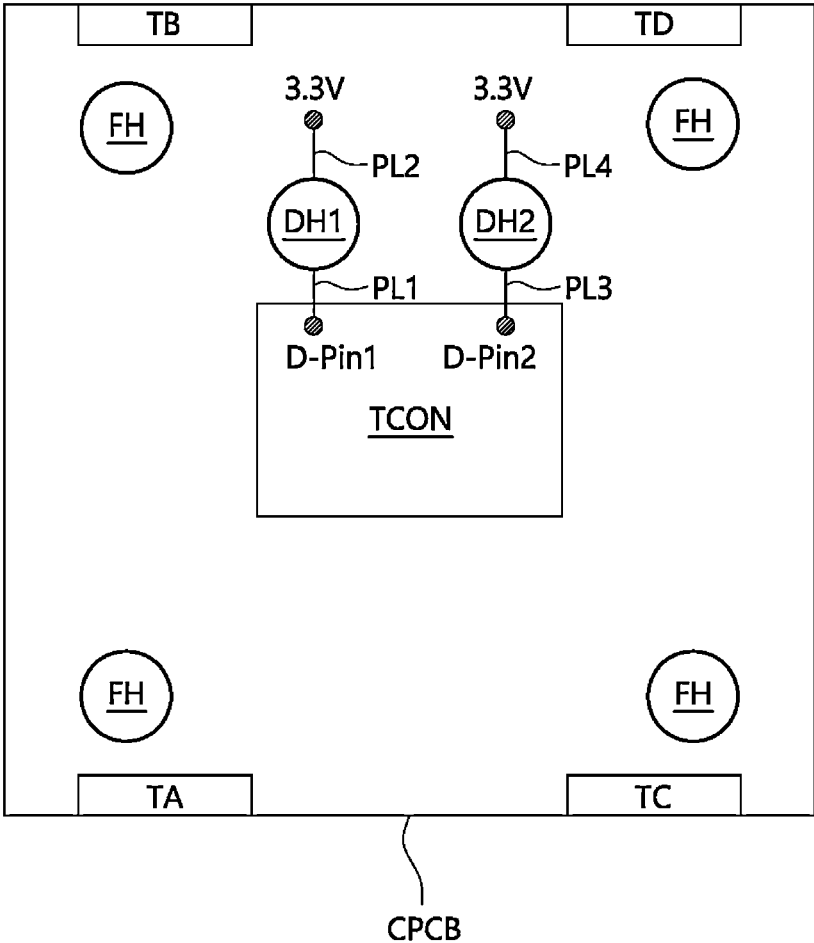 TB TD
3.3V 3.3V
FH FH
PL2 PL4
DH1 DH2
PL1 PL3
D-Pin1 D-Pin2
TCON
FH FH
TA TC
CPCB